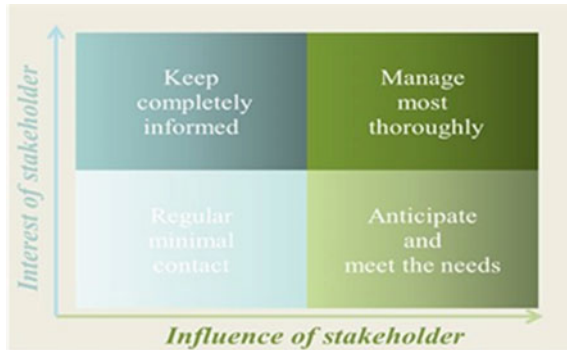 Interest of stakeholder
Keep
completely
informed
Manage
most
thoroughly
Regular
minimal
contact
Anticipate
and
meet the needs
Influence of stakeholder